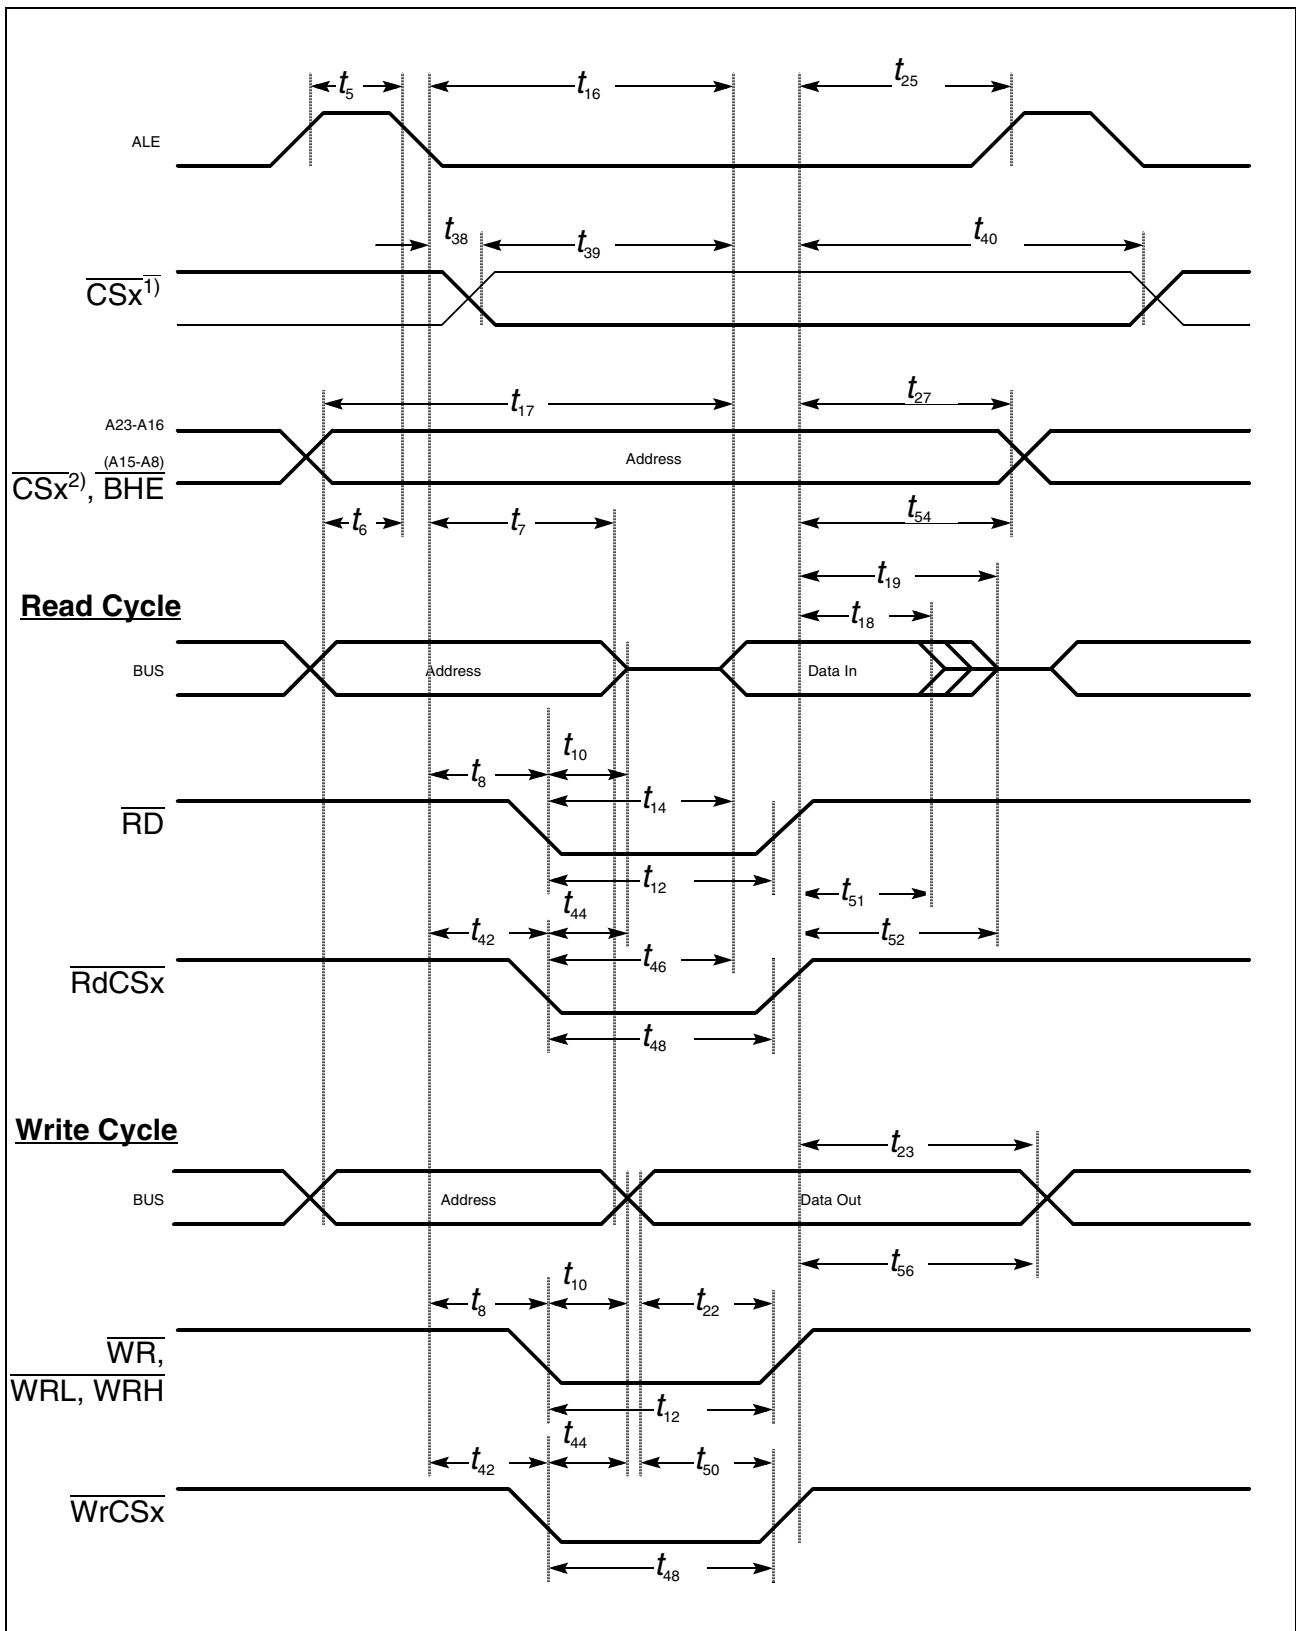 t5
t16
t25
ALE
t38
t39
t40
CSx1)
t17
t27
A23-A16
(A15-A8)
Address
CSx2), BHE
t6
t7
t54
t19
Read Cycle
t18
BUS
Address
Data In
t10
t8
t14
RD
t12
t51
t44
t42
t52
t46
RdCSx
t48
Write Cycle
t23
BUS
Address
Data Out
t56
t10
t8
t22
WR,
WRL, WRH
t12
t44
t42
t50
WrCSx
t48